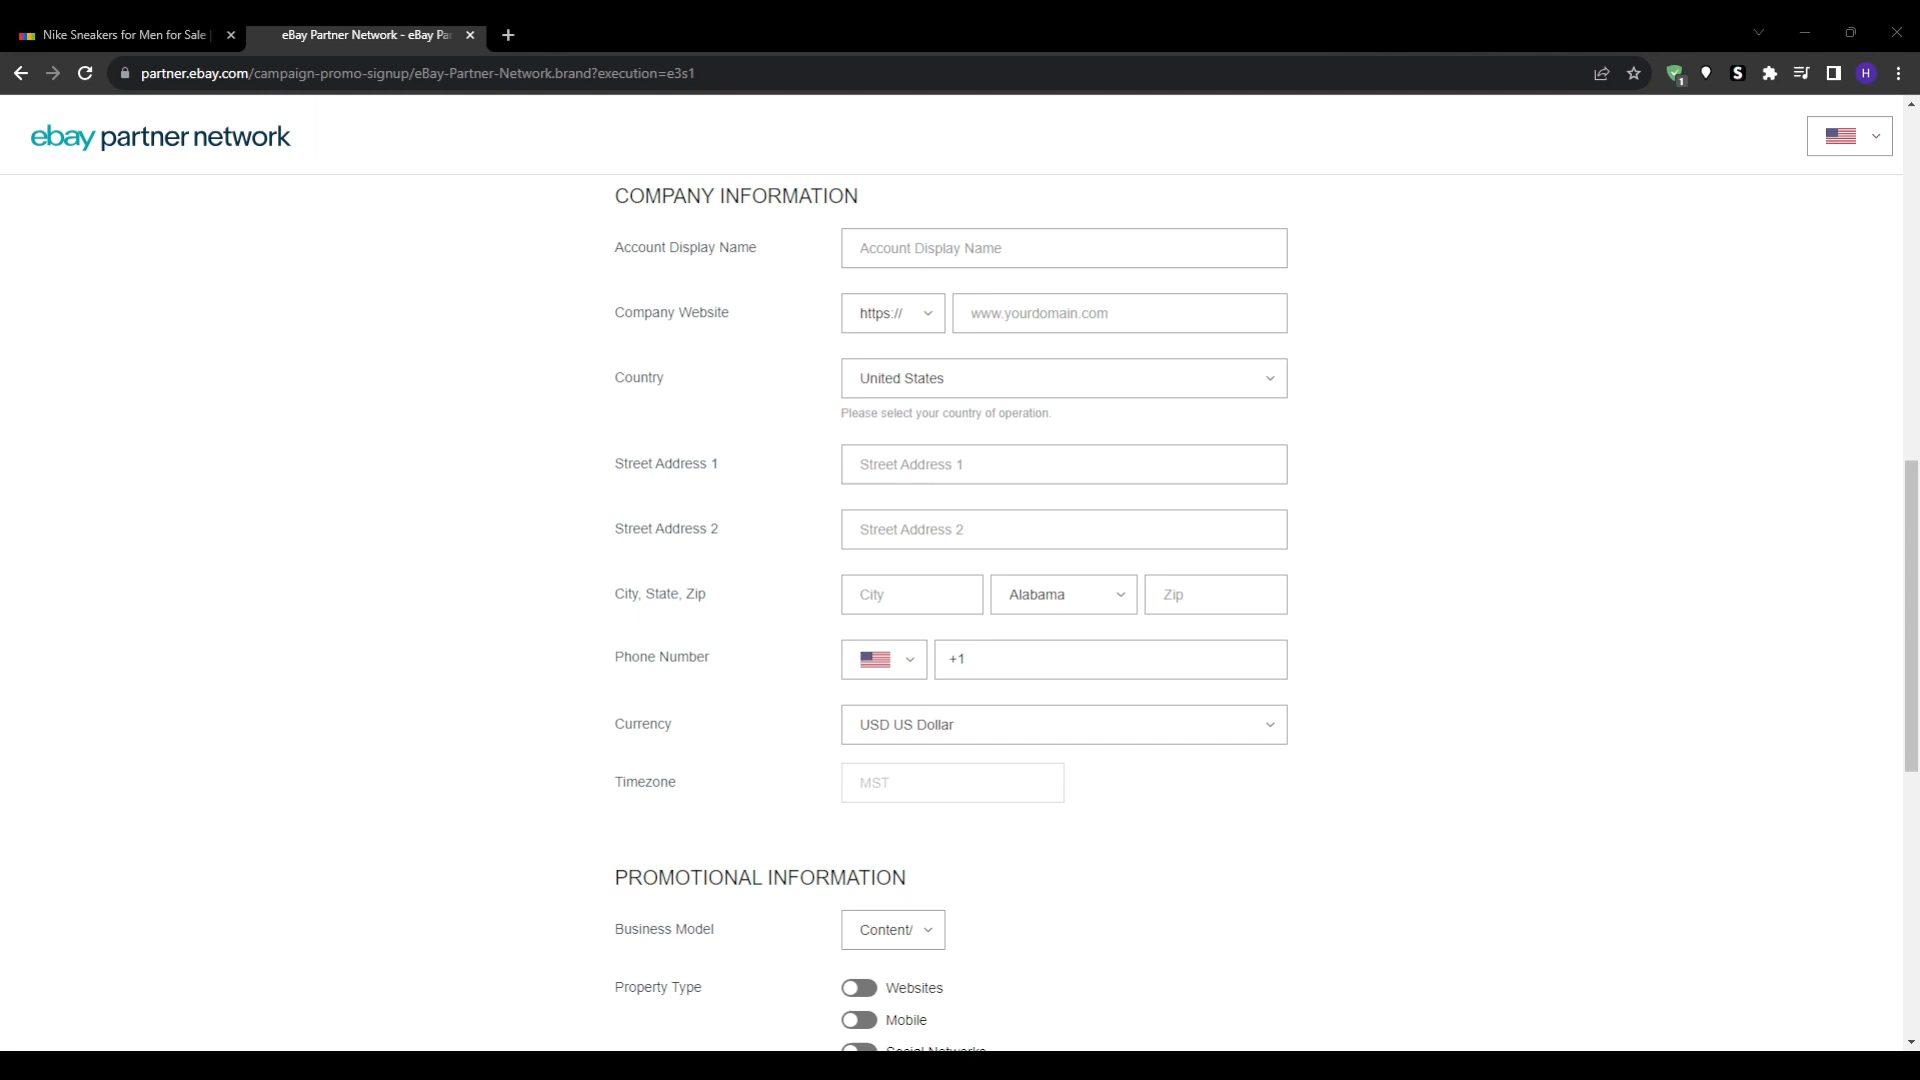 Nike Sneakers for Men for Sale |
eBay Partner Network - eBay Pa
partner.ebay.com/campaign-promo-signup/eBay-Partner-Network.brand?execution=e3s1
1
S
H
ebay partner network
COMPANY INFORMATION
Account Display Name
Account Display Name
Company Website
https://
www.yourdomain.com
Country
United States
Please select your country of operation.
Street Address 1
Street Address 1
Street Address 2
Street Address 2
City, State, Zip
City
Alabama
Zip
Phone Number
+1
Currency
USD US Dollar
Timezone
MST
PROMOTIONAL INFORMATION
Business Model
Content/
Property Type
Websites
Mobile
Social Networks